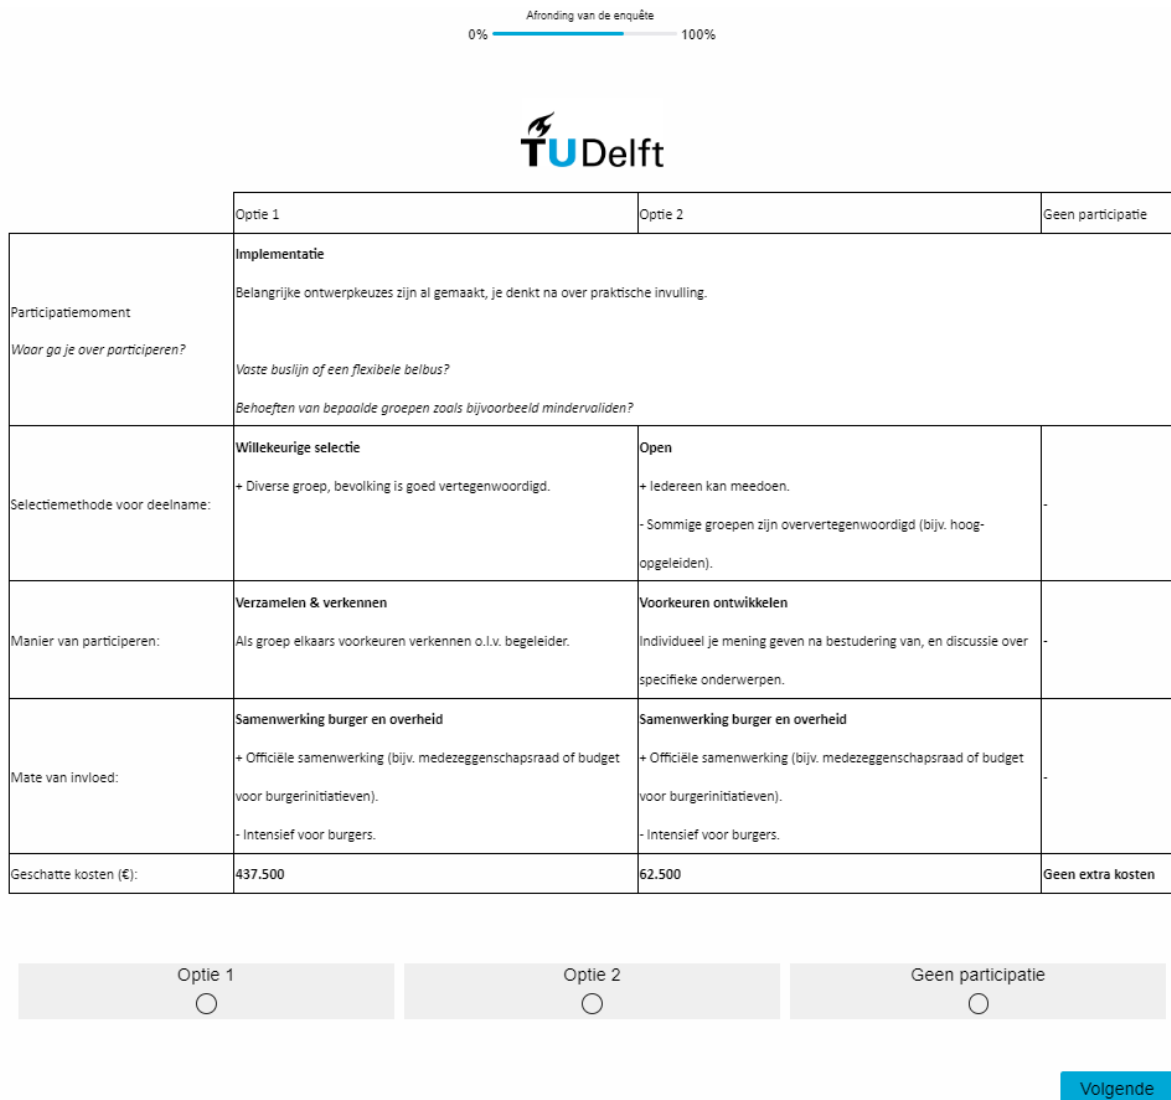 Afronding van de enquête
0% 100%
TU Delft
Optie 1 Optie 2 Geen participatie
Participatiemoment
Waar ga je over participeren?
Implementatie
Belangrijke ontwerpkeuzes zijn al gemaakt, je denkt na over praktische invulling.
Vaste buslijn of een flexibele belbus?
Behoeften van bepaalde groepen zoals bijvoorbeeld mindervaliden?
Selectiemethode voor deelname:
Willekeurige selectie
+ Diverse groep, bevolking is goed vertegenwoordigd.
Open
+ Iedereen kan meedoen.
- Sommige groepen zijn oververtegenwoordigd (bijv. hoog-
opgeleiden).
-
Manier van participeren:
Verzamelen & verkennen
Als groep elkaars voorkeuren verkennen o.l.v. begeleider.
Voorkeuren ontwikkelen
Individueel je mening geven na bestudering van, en discussie over
specifieke onderwerpen.
-
Mate van invloed:
Samenwerking burger en overheid
+ Officiële samenwerking (bijv. medezeggenschapsraad of budget
voor burgerinitiatieven).
- Intensief voor burgers.
Samenwerking burger en overheid
+ Officiële samenwerking (bijv. medezeggenschapsraad of budget
voor burgerinitiatieven).
- Intensief voor burgers.
-
Geschatte kosten (€): 437.500 62.500 Geen extra kosten
Optie 1 Optie 2 Geen participatie
Volgende